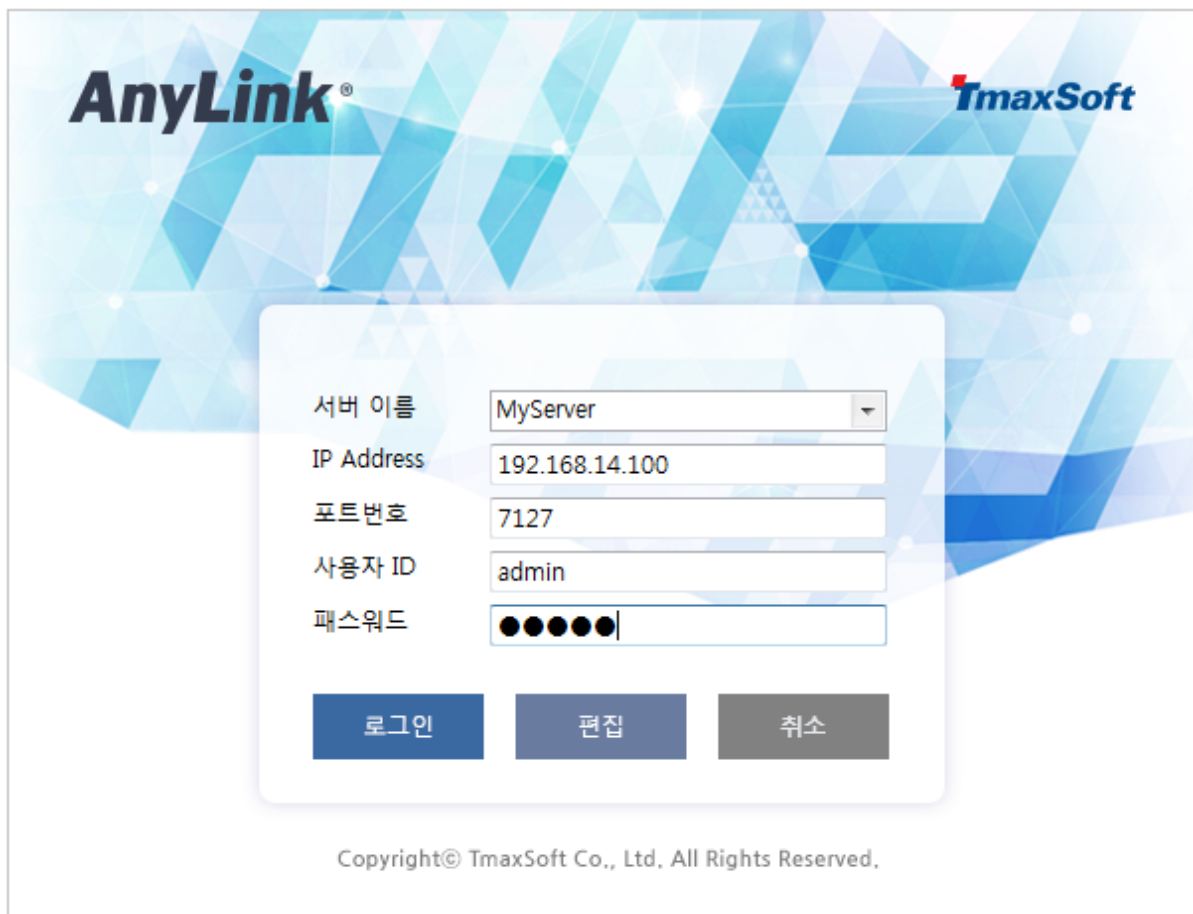 AnyLink®
TmaxSoft
서버 이름 MyServer
IP Address 192.168.14.100
포트번호 7127
사용자 ID admin
패스워드 ●●●●●
로그인 편집 취소
Copyrightⓒ TmaxSoft Co., Ltd. All Rights Reserved.